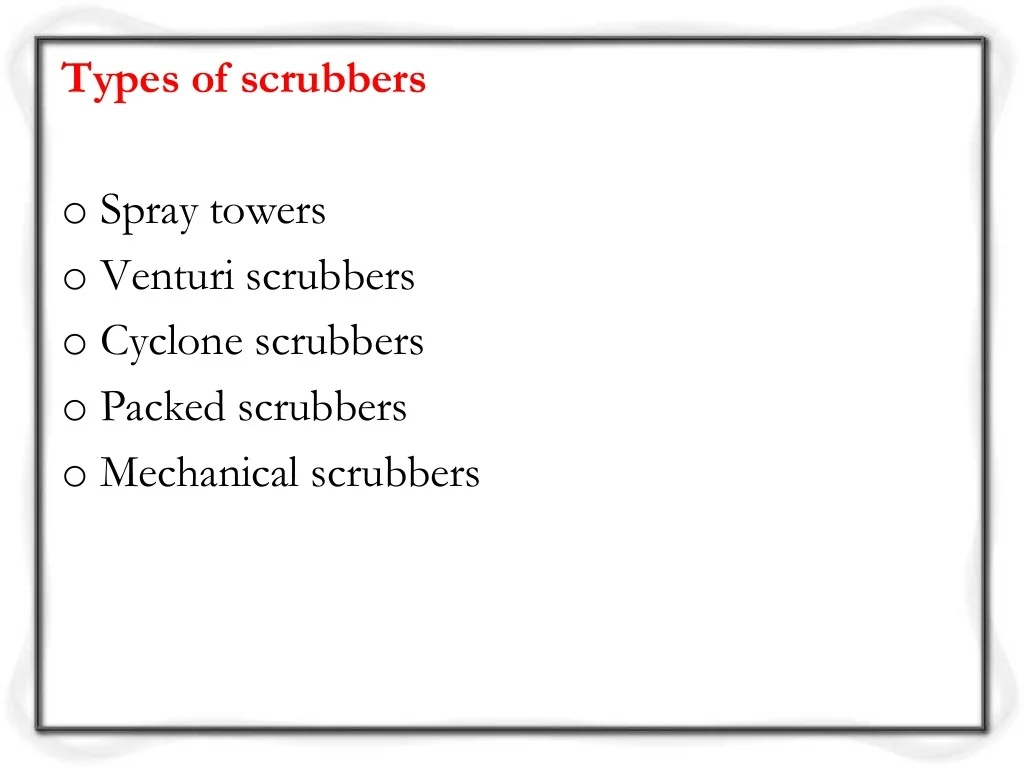 Types of scrubbers
o Spray towers
o Venturi scrubbers
o Cyclone scrubbers
o Packed scrubbers
o Mechanical scrubbers